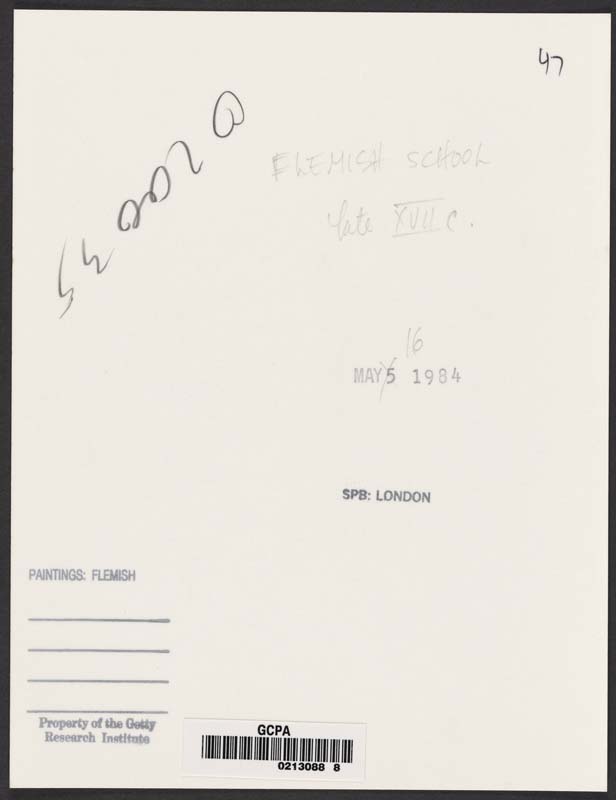 47
FLEMISH SCHOOL
late XVII c.
16
MAY 5 1984
SPB: LONDON
PAINTINGS: FLEMISH
Property of the Getty
Research Institute
GCPA
0213088 8